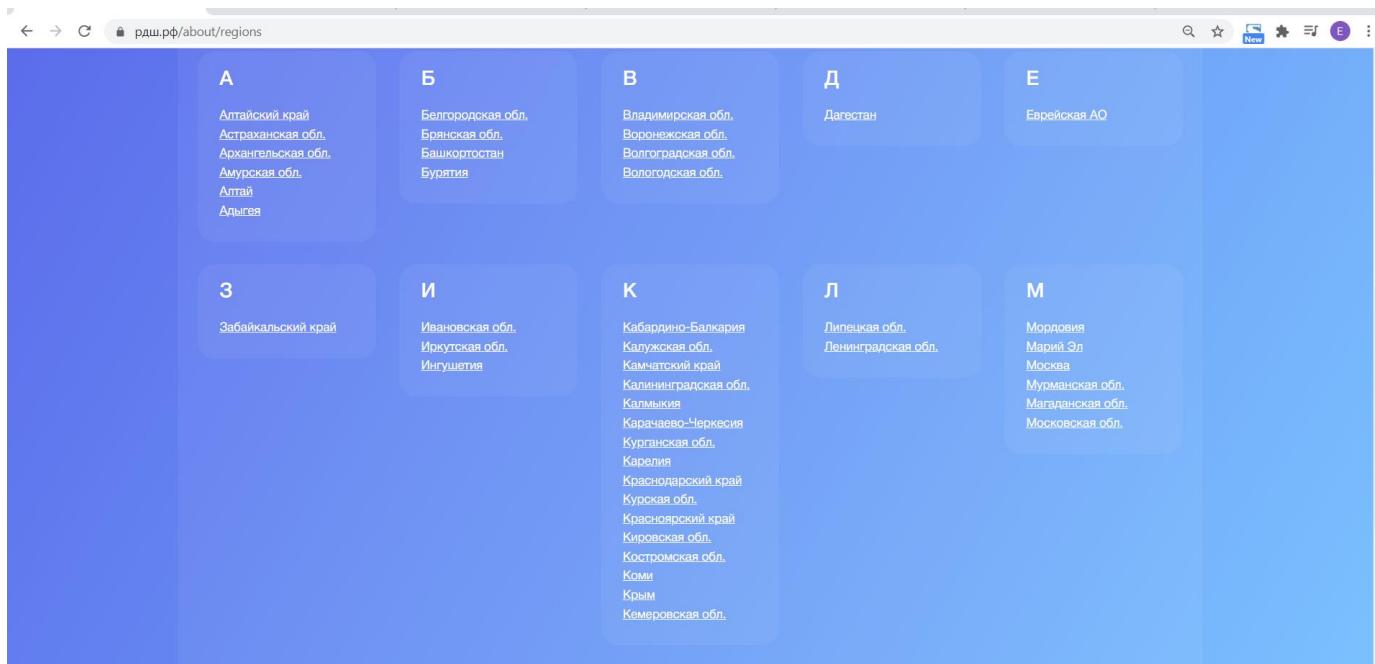 рдш.рф/about/regions
New
E
А
Алтайский край
Астраханская обл.
Архангельская обл.
Амурская обл.
Алтай
Адыгея
Б
Белгородская обл.
Брянская обл.
Башкортостан
Бурятия
В
Владимирская обл.
Воронежская обл.
Волгоградская обл.
Вологодская обл.
Д
Дагестан
Е
Еврейская АО
З
Забайкальский край
И
Ивановская обл.
Иркутская обл.
Ингушетия
К
Кабардино-Балкария
Калужская обл.
Камчатский край
Калининградская обл.
Калмыкия
Карачаево-Черкесия
Курганская обл.
Карелия
Краснодарский край
Курская обл.
Красноярский край
Кировская обл.
Костромская обл.
Коми
Крым
Кемеровская обл.
Л
Липецкая обл.
Ленинградская обл.
М
Мордовия
Марий Эл
Москва
Мурманская обл.
Магаданская обл.
Московская обл.